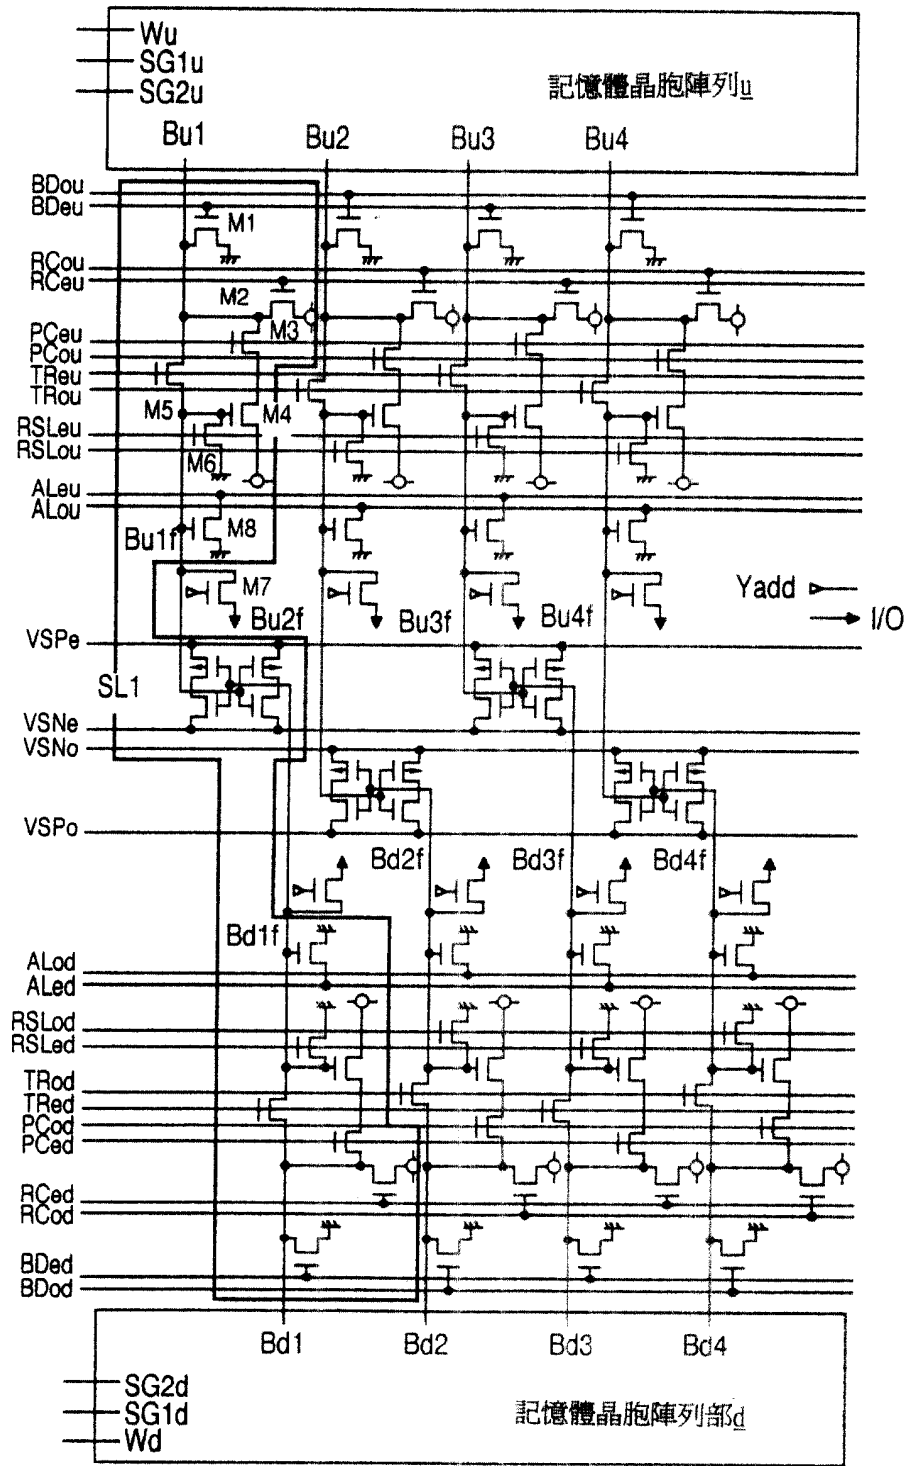 Wu
SG1u
SG2u
記憶體晶胞陣列u
Bu1 Bu2 Bu3 Bu4
BDou
BDeu
M1
RCou
RCeu
M2
M3
PCeu
PCou
TReu
TRou
M5 M4
RSLeu
RSLou
M6
ALeu
ALou
Bu1f M8
M7
Yadd
I/O
Bu2f Bu3f Bu4f
VSPe
SL1
VSNe
VSNo
VSPo
Bd2f Bd3f Bd4f
Bd1f
ALod
ALed
RSLod
RSLed
TRod
TRed
PCod
PCed
RCed
RCod
BDed
BDod
Bd1 Bd2 Bd3 Bd4
SG2d
SG1d
Wd
記憶體晶胞陣列部d